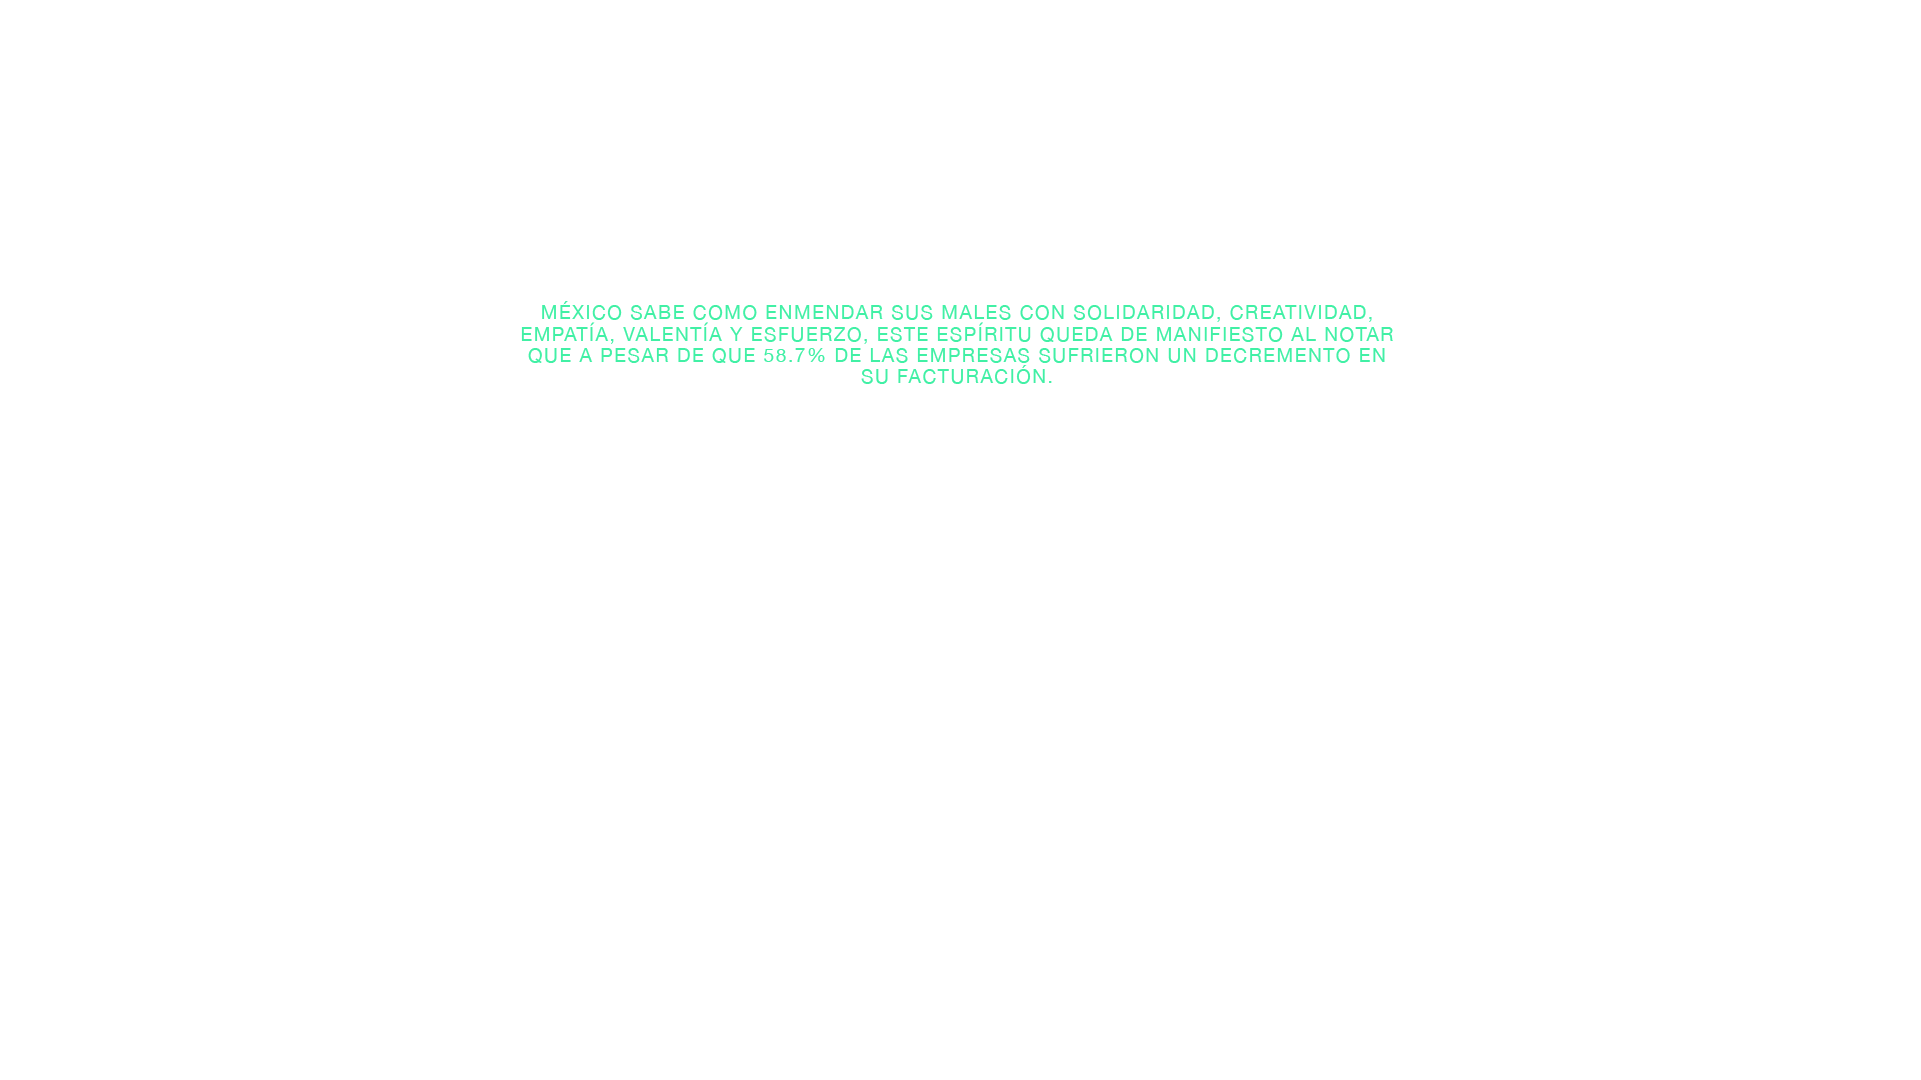 MÉXICO SABE COMO ENMENDAR SUS MALES CON SOLIDARIDAD, CREATIVIDAD,
EMPATÍA, VALENTÍA Y ESFUERZO, ESTE ESPÍRITU QUEDA DE MANIFIESTO AL NOTAR
QUE A PESAR DE QUE 58.7% DE LAS EMPRESAS SUFRIERON UN DECREMENTO EN
SU FACTURACIÓN.